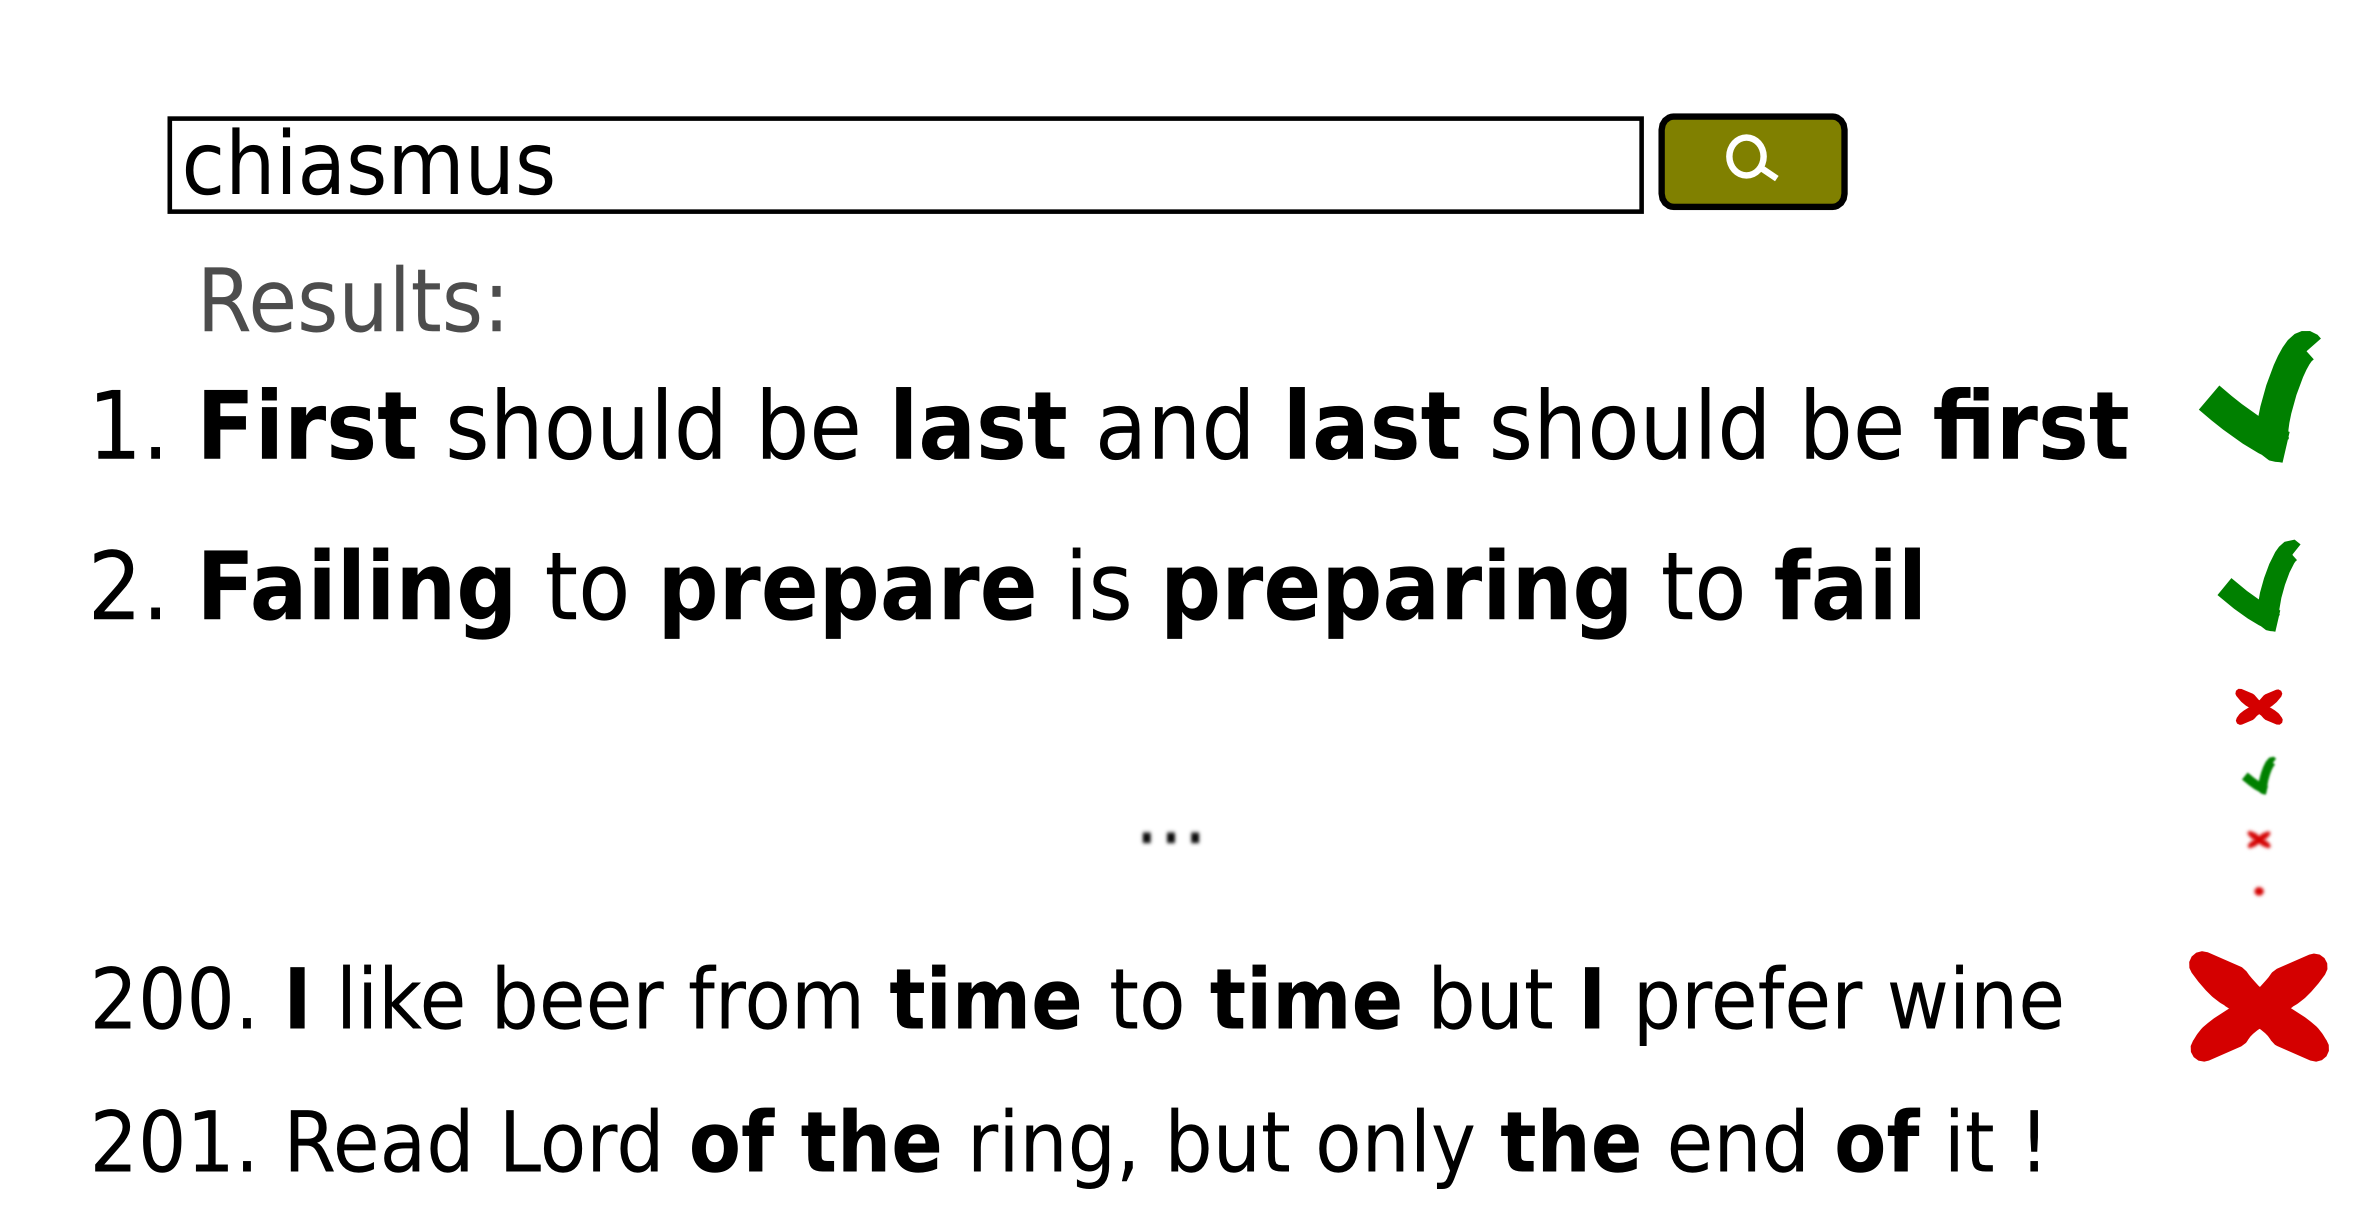 chiasmus
Results:
1. First should be last and last should be first
2. Failing to prepare is preparing to fail
...
200. I like beer from time to time but I prefer wine
201. Read Lord of the ring, but only the end of it !